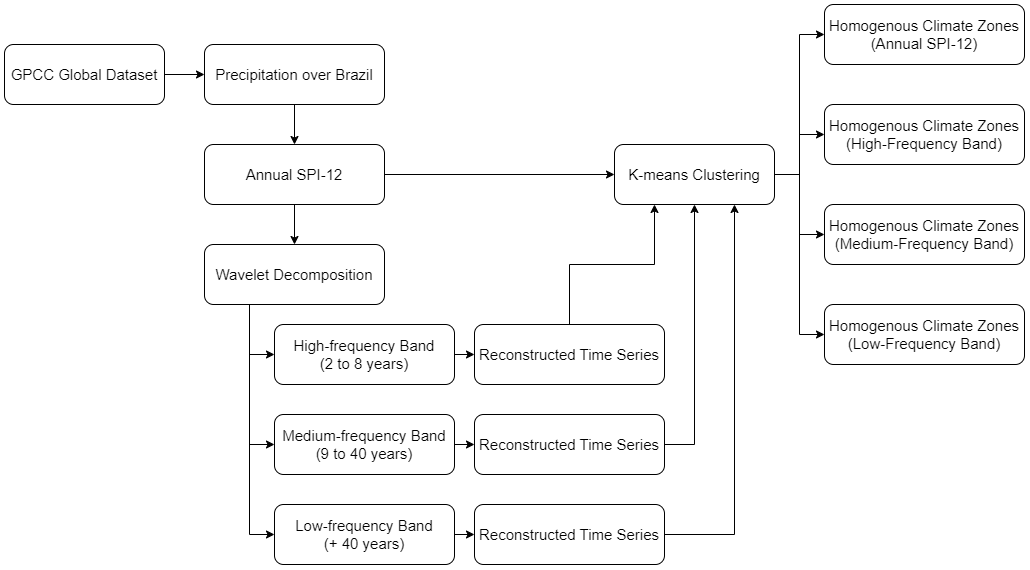 GPCC Global Dataset
Precipitation over Brazil
Annual SPI-12
Wavelet Decomposition
High-frequency Band
(2 to 8 years)
Reconstructed Time Series
Medium-frequency Band
(9 to 40 years)
Reconstructed Time Series
Low-frequency Band
(+ 40 years)
Reconstructed Time Series
K-means Clustering
Homogenous Climate Zones
(Annual SPI-12)
Homogenous Climate Zones
(High-Frequency Band)
Homogenous Climate Zones
(Medium-Frequency Band)
Homogenous Climate Zones
(Low-Frequency Band)